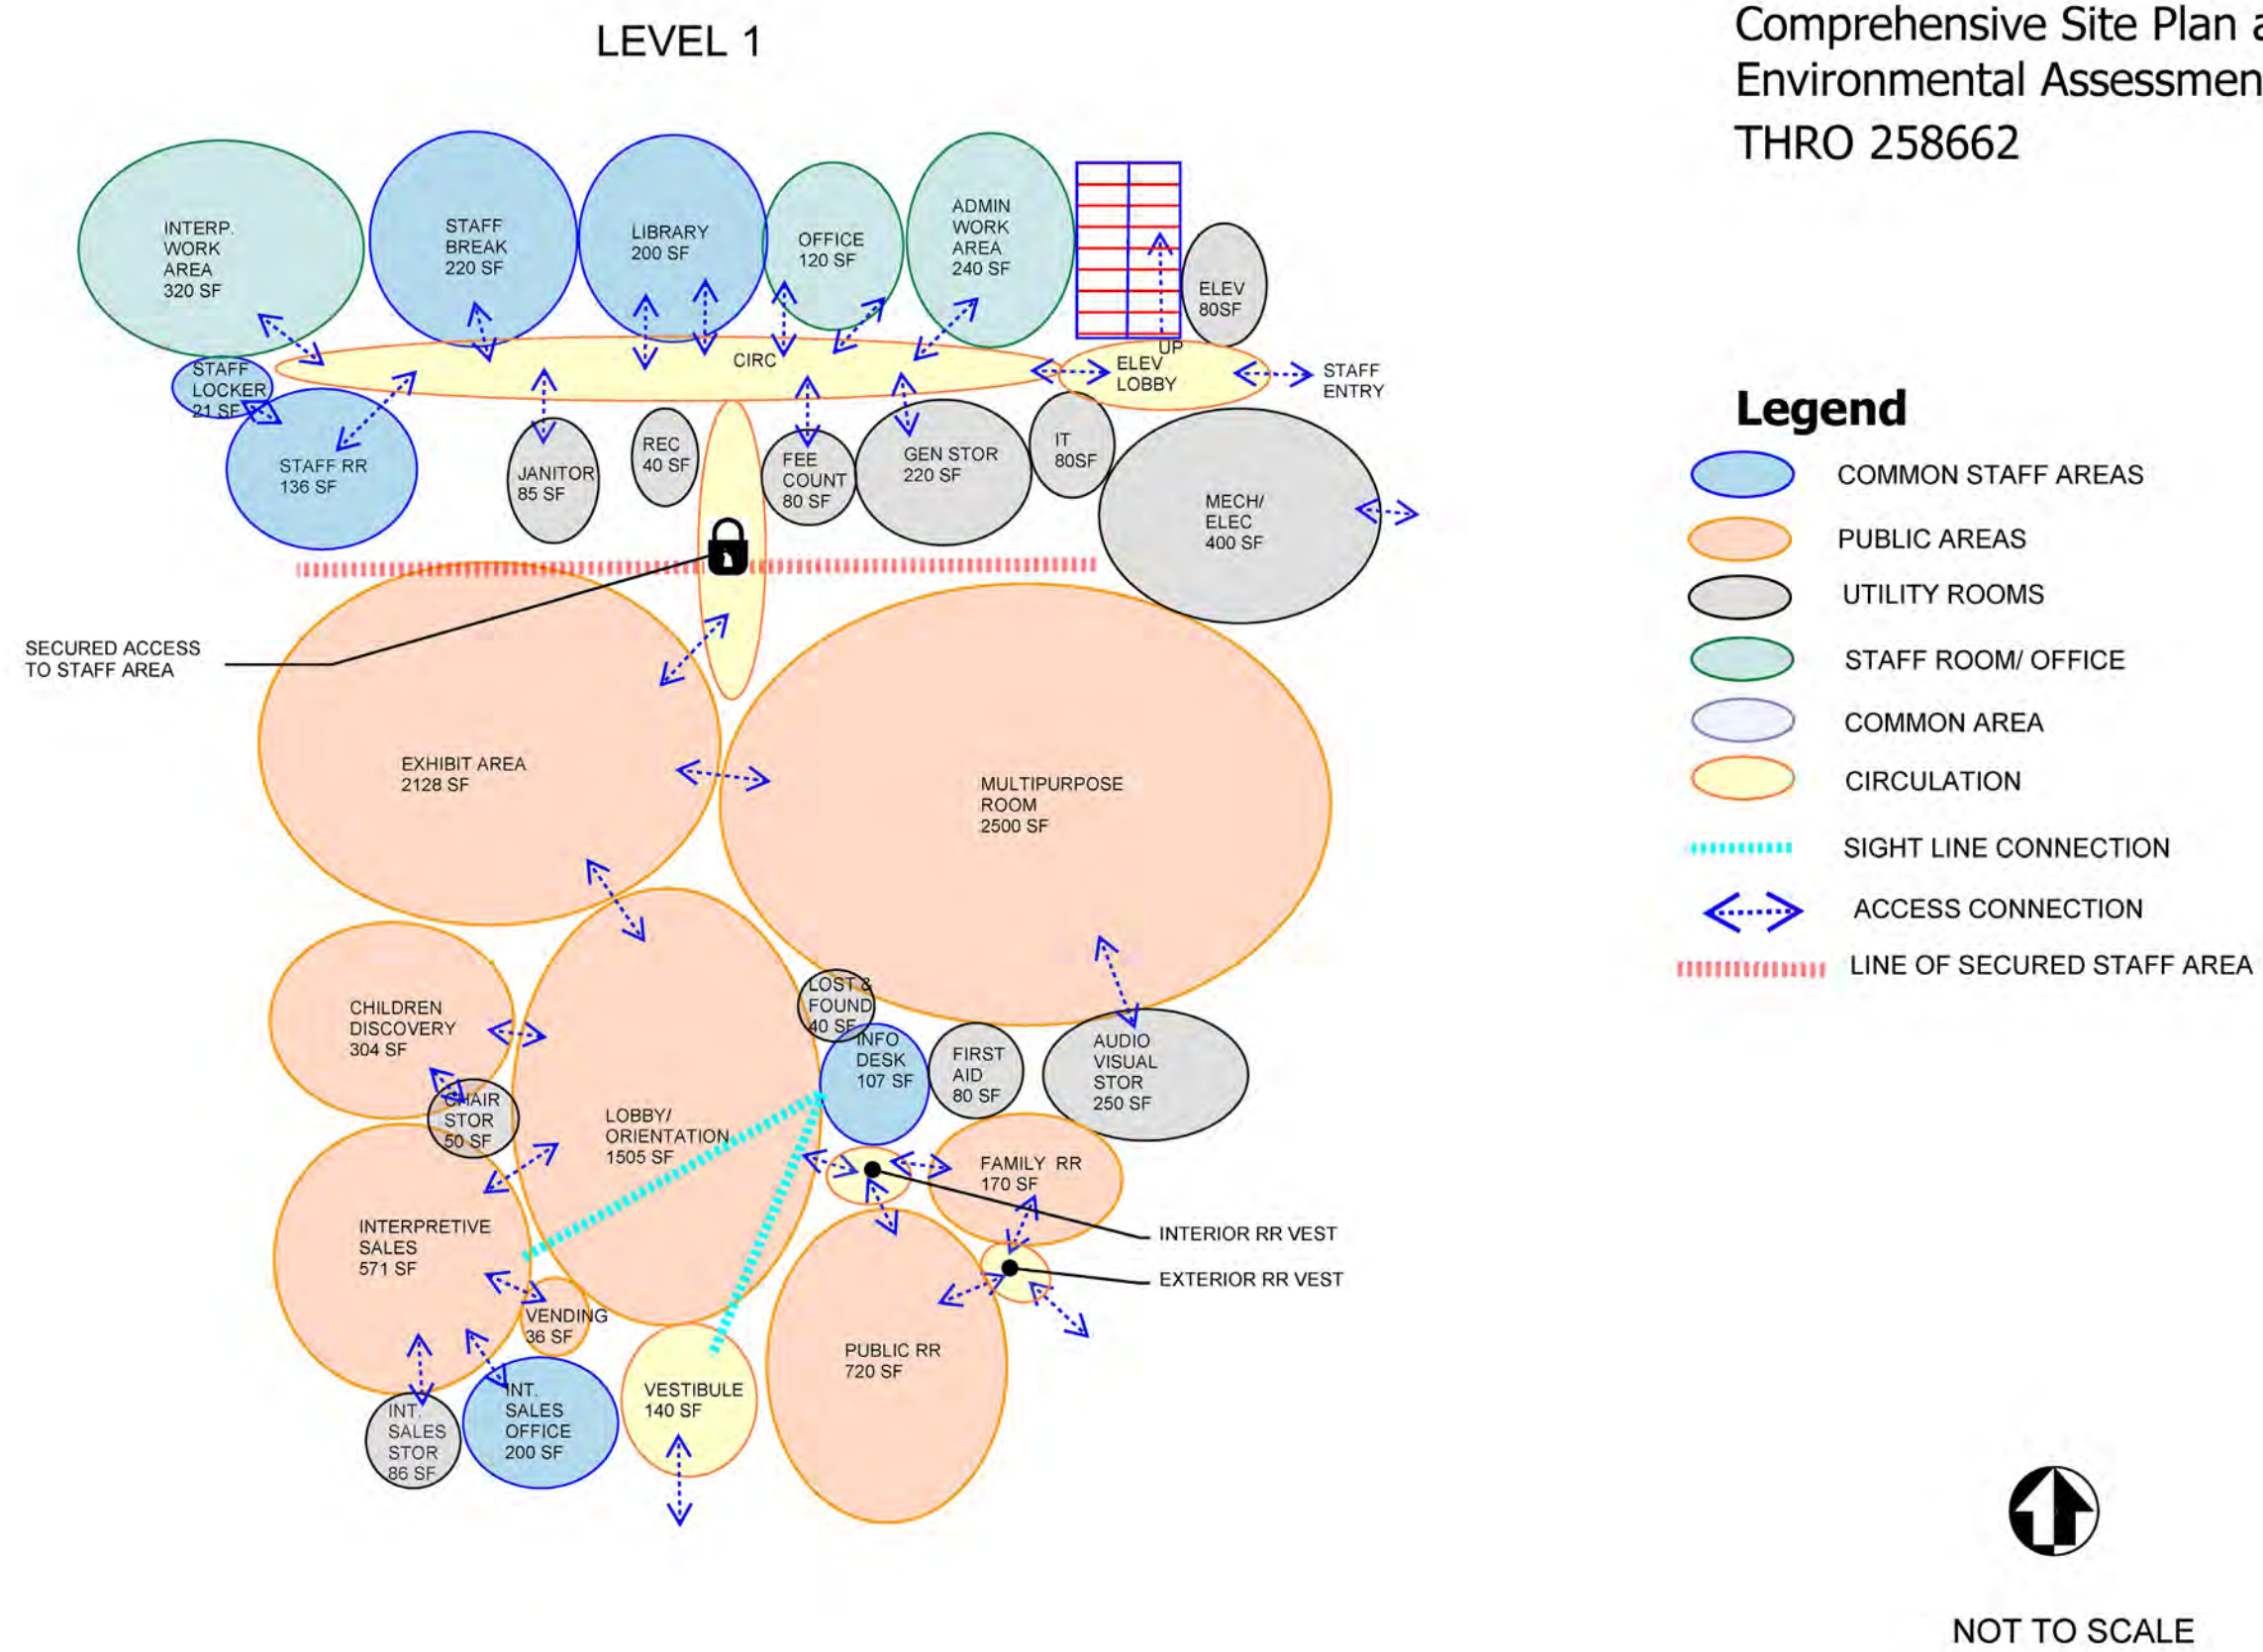 LEVEL 1
Comprehensive Site Plan a
Environmental Assessmen
THRO 258662
INTERP.
WORK
AREA
320 SF
STAFF
BREAK
220 SF
LIBRARY
200 SF
OFFICE
120 SF
ADMIN
WORK
AREA
240 SF
ELEV
80SF
UP
STAFF
LOCKER
21 SF
CIRC
ELEV
LOBBY
STAFF
ENTRY
STAFF RR
136 SF
JANITOR
85 SF
REC
40 SF
FEE
COUNT
80 SF
GEN STOR
220 SF
IT
80SF
MECH/
ELEC
400 SF
SECURED ACCESS
TO STAFF AREA
EXHIBIT AREA
2128 SF
MULTIPURPOSE
ROOM
2500 SF
CHILDREN
DISCOVERY
304 SF
LOST &
FOUND
40 SF
INFO
DESK
107 SF
FIRST
AID
80 SF
AUDIO
VISUAL
STOR
250 SF
CHAIR
STOR
50 SF
LOBBY/
ORIENTATION
1505 SF
FAMILY RR
170 SF
INTERPRETIVE
SALES
571 SF
INTERIOR RR VEST
EXTERIOR RR VEST
VENDING
36 SF
PUBLIC RR
720 SF
INT.
SALES
STOR
86 SF
INT.
SALES
OFFICE
200 SF
VESTIBULE
140 SF
Legend
COMMON STAFF AREAS
PUBLIC AREAS
UTILITY ROOMS
STAFF ROOM/ OFFICE
COMMON AREA
CIRCULATION
SIGHT LINE CONNECTION
ACCESS CONNECTION
LINE OF SECURED STAFF AREA
NOT TO SCALE